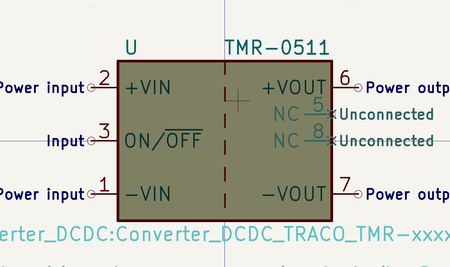 U TMR-0511
Power input 2 +VIN +VOUT 6 Power outp
NC 5 Unconnected
Input 3 ON/OFF NC 8 Unconnected
Power input 1 -VIN -VOUT 7 Power outp
erter_DCDC:Converter_DCDC_TRACO_TMR-xxxx